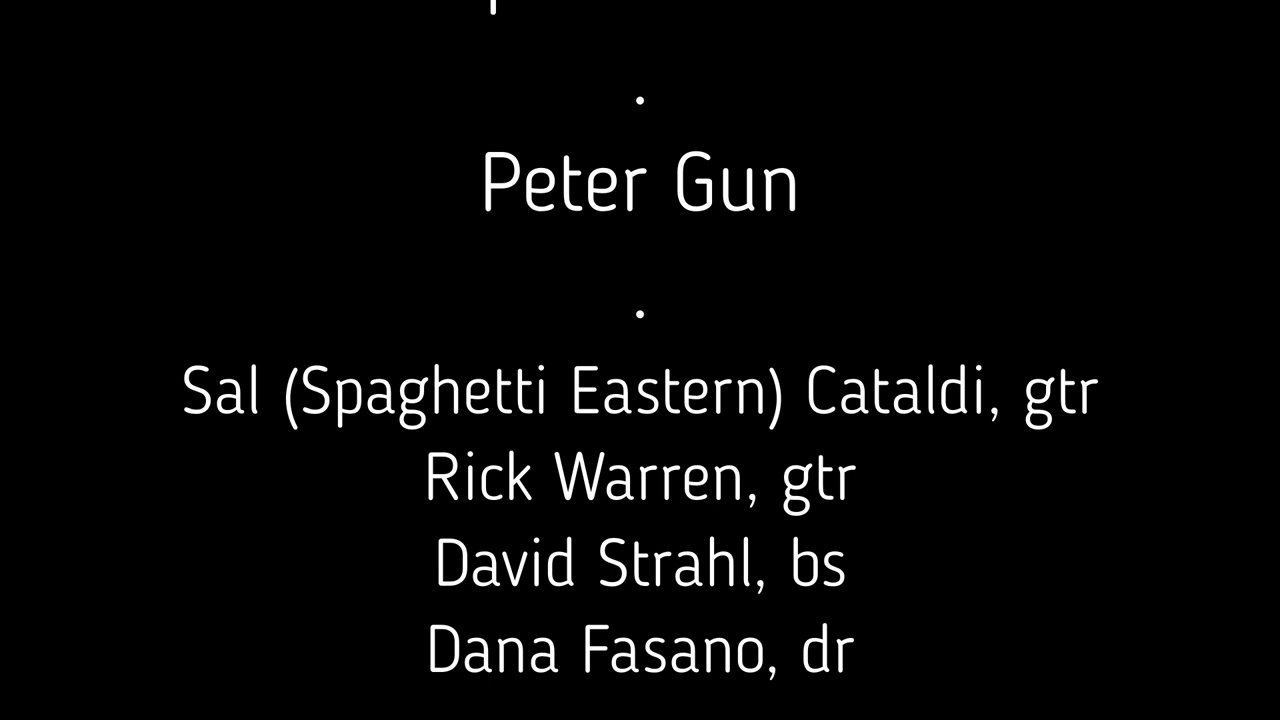 .
Peter Gun
.
Sal (Spaghetti Eastern) Cataldi, gtr
Rick Warren, gtr
David Strahl, bs
Dana Fasano, dr